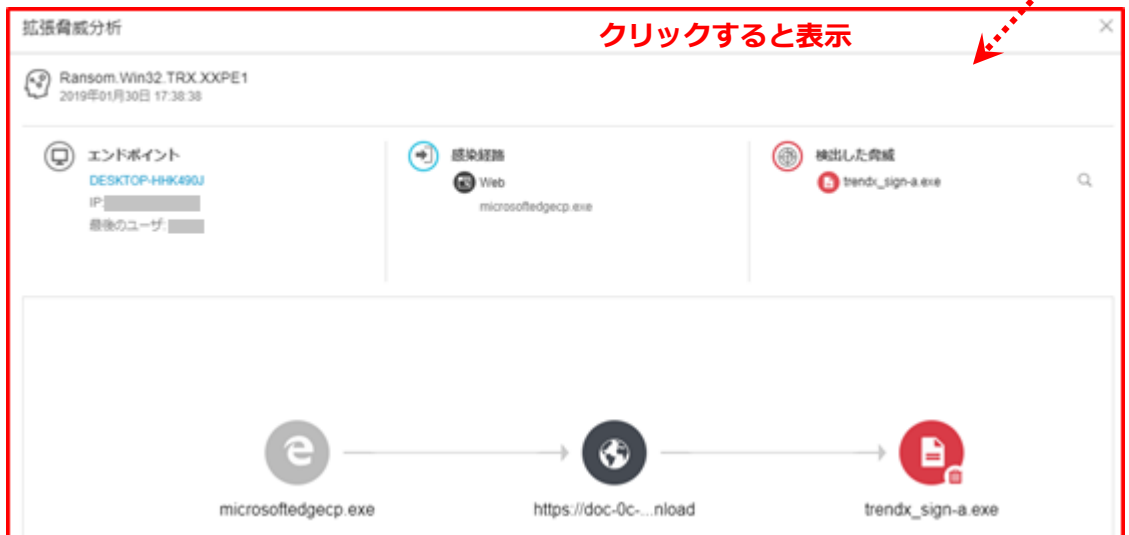 拡張脅威分析
クリックすると表示
Ransom.Win32.TRX.XXPE1
2019年01月30日 17:38:38
エンドポイント
DESKTOP-HHK490J
IP:
最後のユーザ:
感染経路
Web
microsoftedgecp.exe
検出した脅威
trendx_sign-a.exe
microsoftedgecp.exe
https://doc-0c-...nload
trendx_sign-a.exe